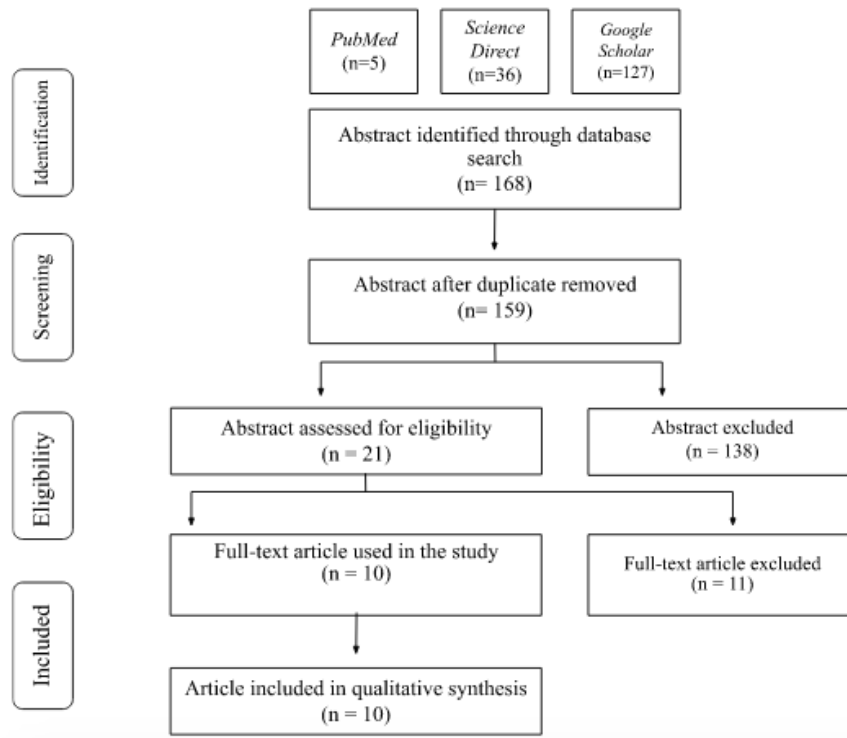 PubMed
(n=5)
Science
Direct
(n=36)
Google
Scholar
(n=127)
Identification
Abstract identified through database
search
(n= 168)
Screening
Abstract after duplicate removed
(n= 159)
Eligibility
Abstract assessed for eligibility
(n = 21)
Abstract excluded
(n = 138)
Full-text article used in the study
(n = 10)
Full-text article excluded
(n = 11)
Included
Article included in qualitative synthesis
(n = 10)